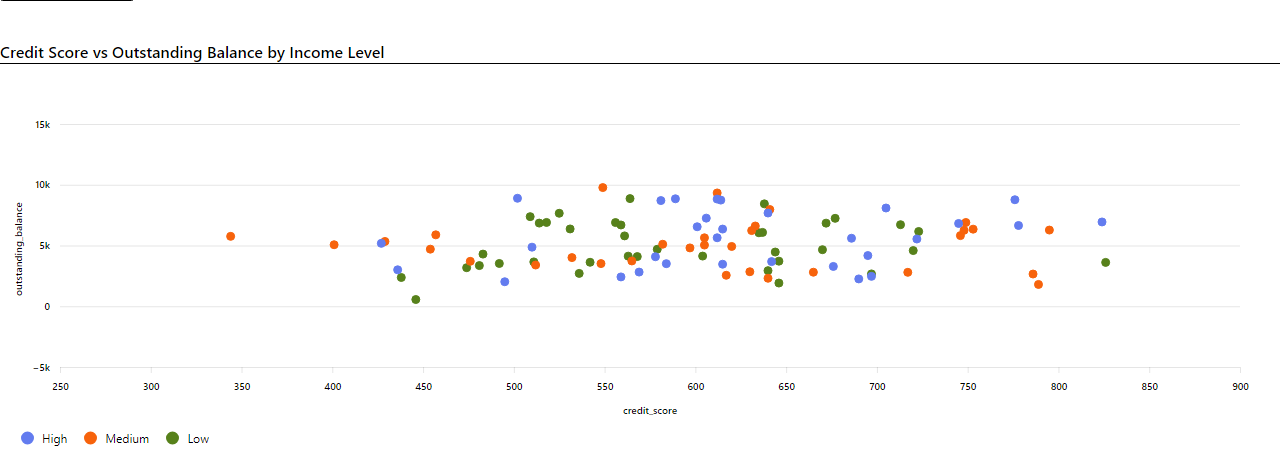 Credit Score vs Outstanding Balance by Income Level
15k
10k
5k
0
−5k
outstanding_balance
250 300 350 400 450 500 550 600 650 700 750 800 850 900
credit_score
High Medium Low